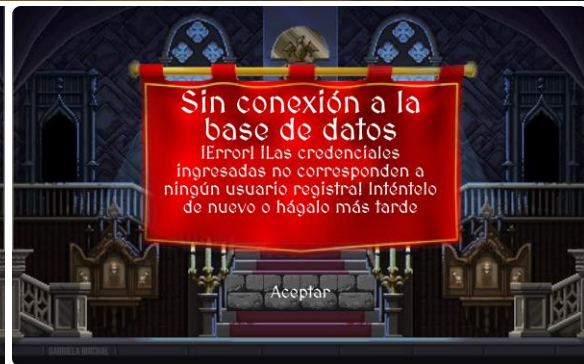 Sin conexión a la
base de datos
¡Error! ¡Las credenciales
ingresadas no corresponden a
ningún usuario registra! Inténtelo
de nuevo o hágalo más tarde
Aceptar